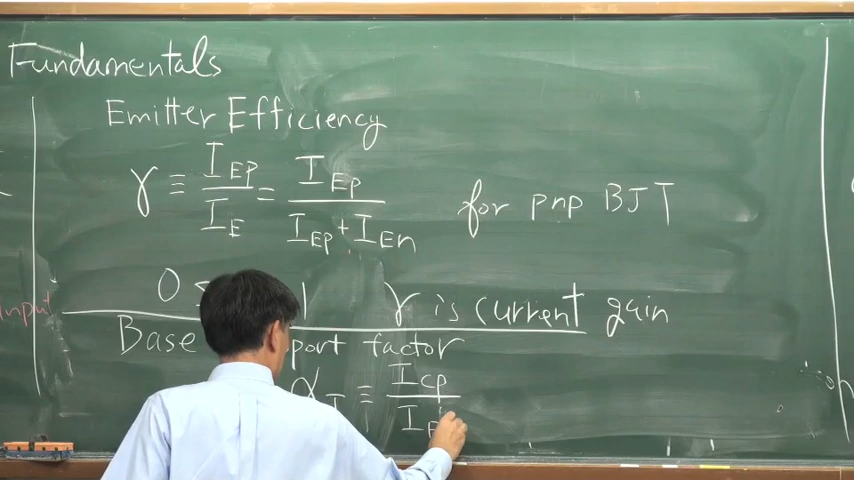 Fundamentals
Emitter Efficiency
γ ≡ I_EP / I_E = I_Ep / (I_EP + I_En) for pnp BJT
0 ≤ 1 γ is current gain
Input
Base port factor
α_T ≡ I_Cp / I_E